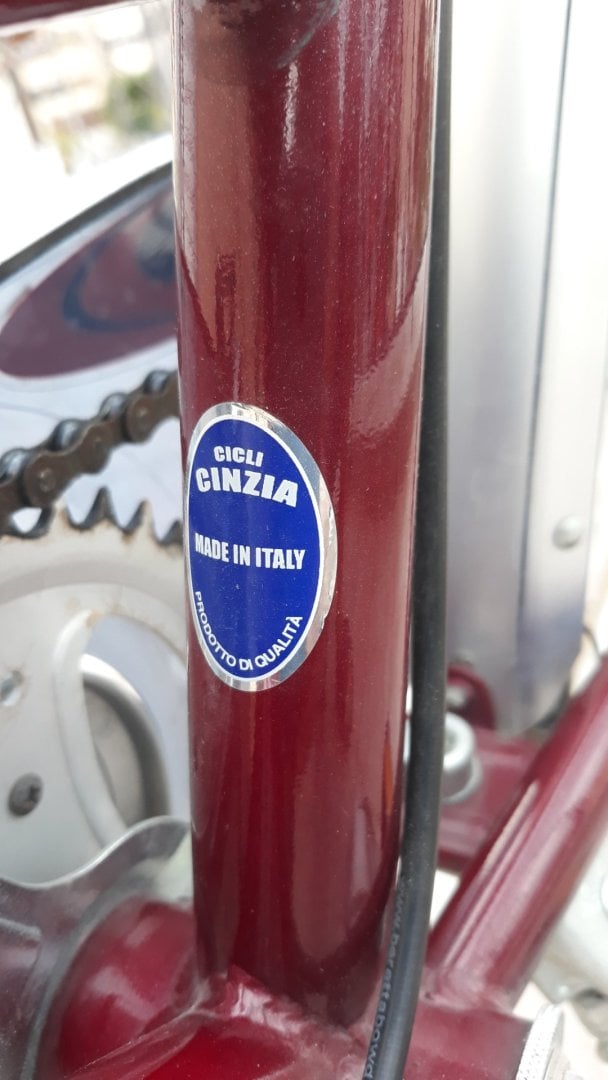 CICLI
CINZIA
MADE IN ITALY
PRODOTTO DI QUALITÀ